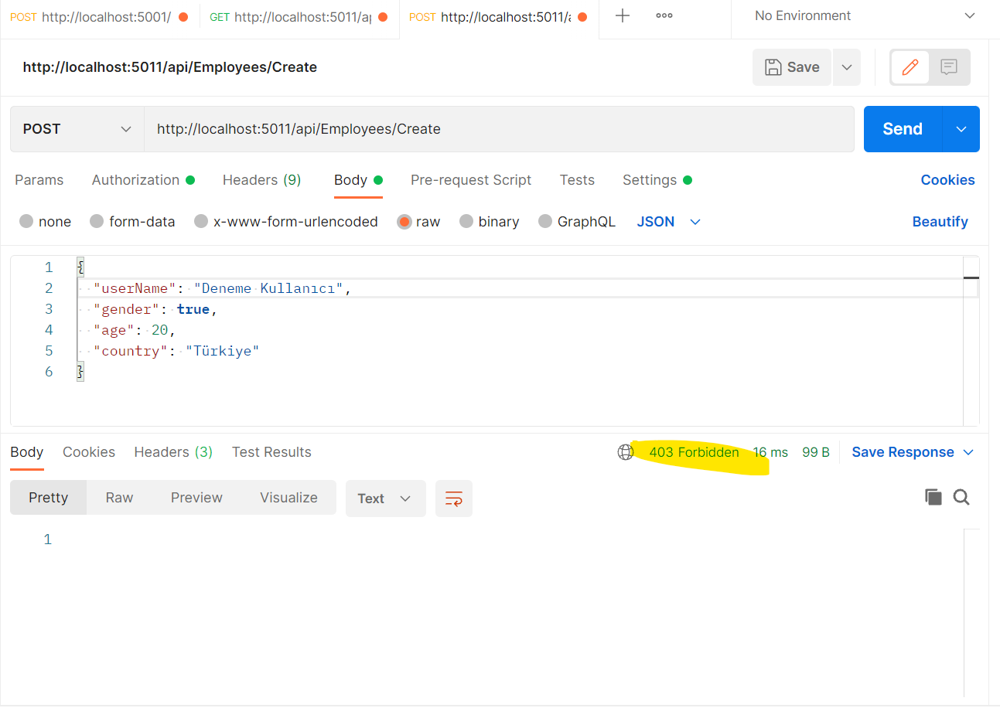 POST http://localhost:5001/ GET http://localhost:5011/ap POST http://localhost:5011/a No Environment
http://localhost:5011/api/Employees/Create Save
POST http://localhost:5011/api/Employees/Create Send
Params Authorization Headers (9) Body Pre-request Script Tests Settings Cookies
none form-data x-www-form-urlencoded raw binary GraphQL JSON Beautify
1 {
2 "userName": "Deneme Kullanıcı",
3 "gender": true,
4 "age": 20,
5 "country": "Türkiye"
6 }
Body Cookies Headers (3) Test Results 403 Forbidden 16 ms 99 B Save Response
Pretty Raw Preview Visualize Text
1